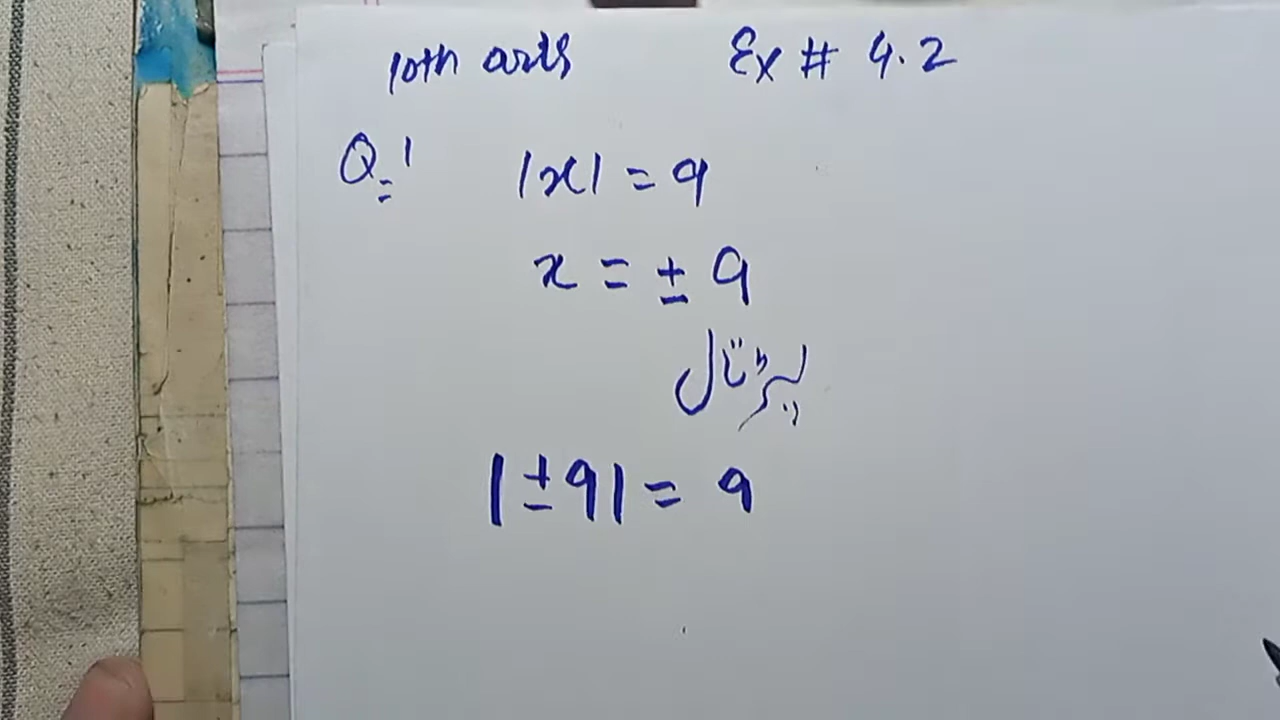 10th arts Ex # 4.2
Q=1 |x| = 9
x = ± 9
پڑتال
|±9| = 9